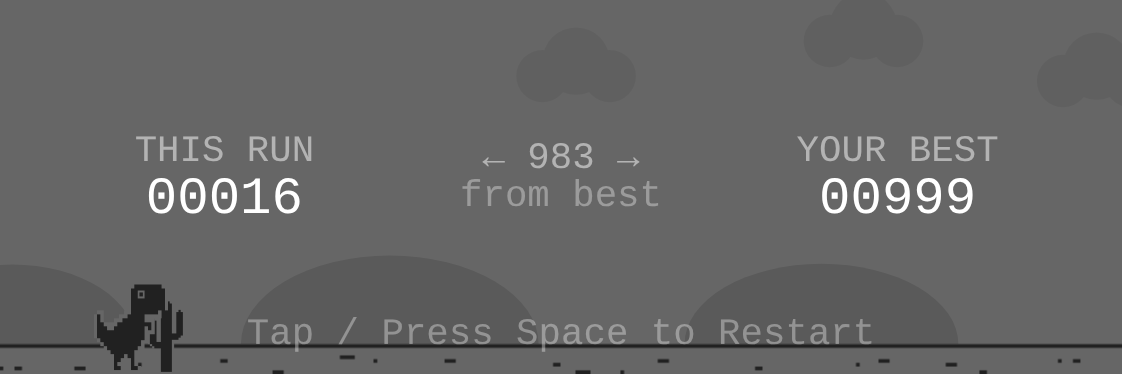 THIS RUN
00016
← 983 →
from best
YOUR BEST
00999
Tap / Press Space to Restart